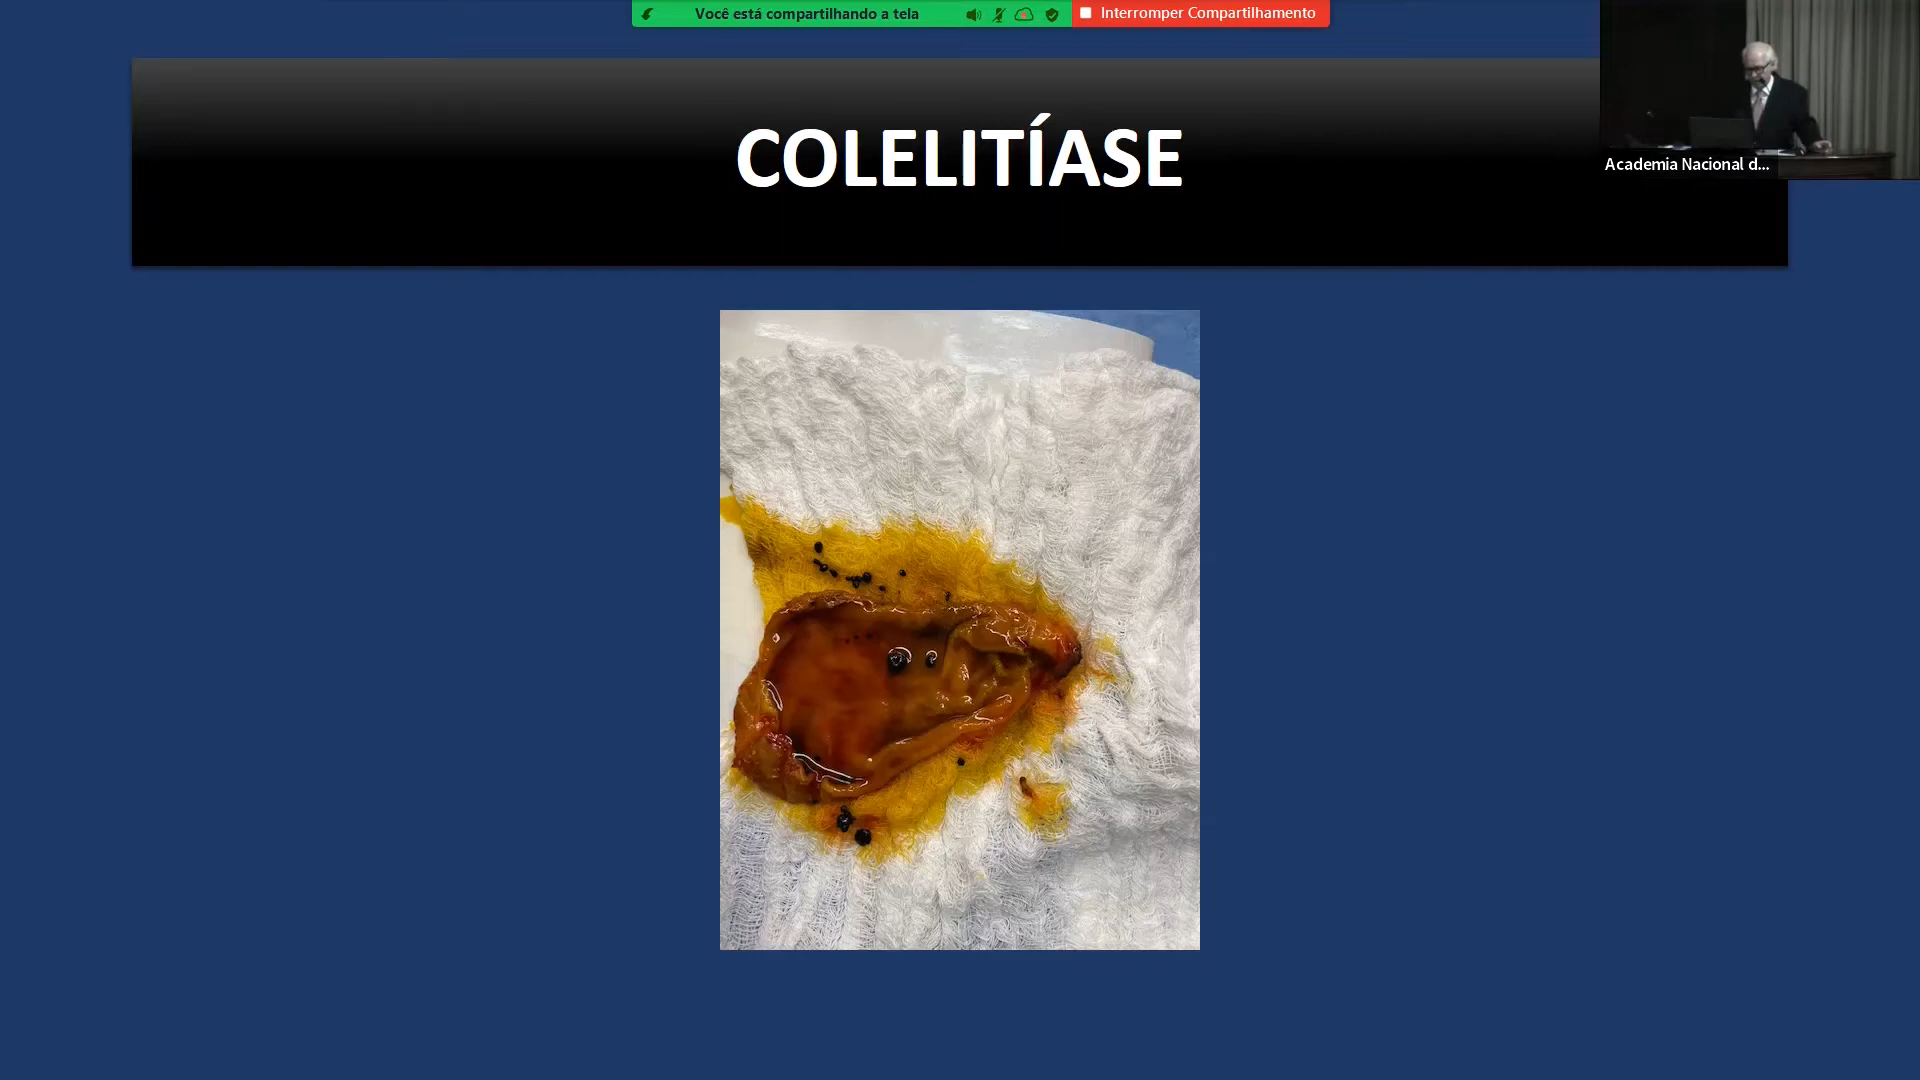 Você está compartilhando a tela
Interromper Compartilhamento
COLELITÍASE
Academia Nacional d...